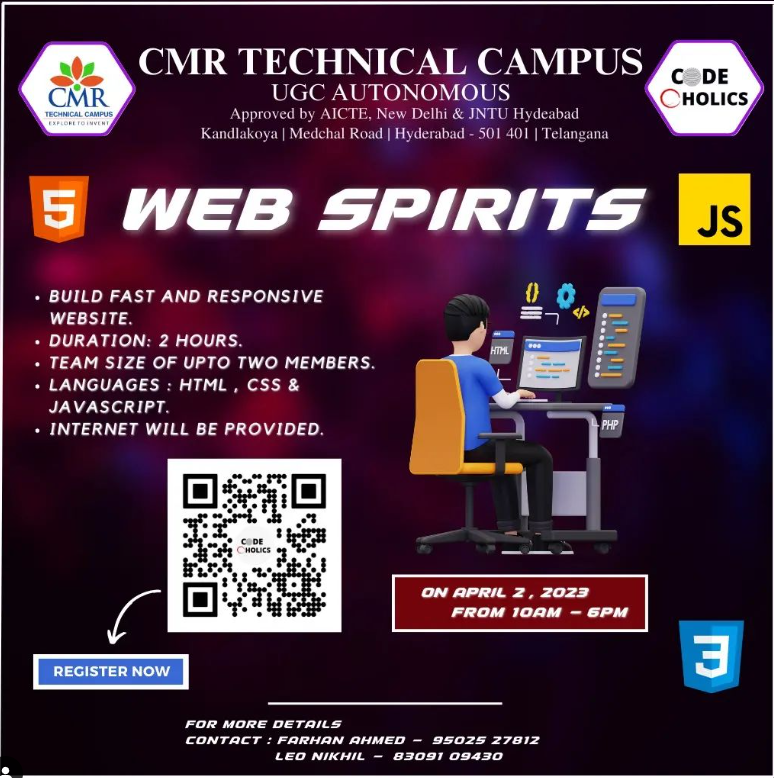 CMR TECHNICAL CAMPUS
UGC AUTONOMOUS
Approved by AICTE, New Delhi & JNTU Hydeabad
Kandlakoya | Medchal Road | Hyderabad - 501 401 | Telangana
CMR
TECHNICAL CAMPUS
EXPLORE TO INVENT
CODE
CHOLICS
5
WEB SPIRITS
JS
• BUILD FAST AND RESPONSIVE
WEBSITE.
• DURATION: 2 HOURS.
• TEAM SIZE OF UPTO TWO MEMBERS.
• LANGUAGES : HTML , CSS &
JAVASCRIPT.
• INTERNET WILL BE PROVIDED.
{}
</>
HTML
PHP
CODE
CHOLICS
ON APRIL 2 , 2023
FROM 10AM – 6PM
REGISTER NOW
3
FOR MORE DETAILS
CONTACT : FARHAN AHMED – 95025 27812
LEO NIKHIL – 83091 09430